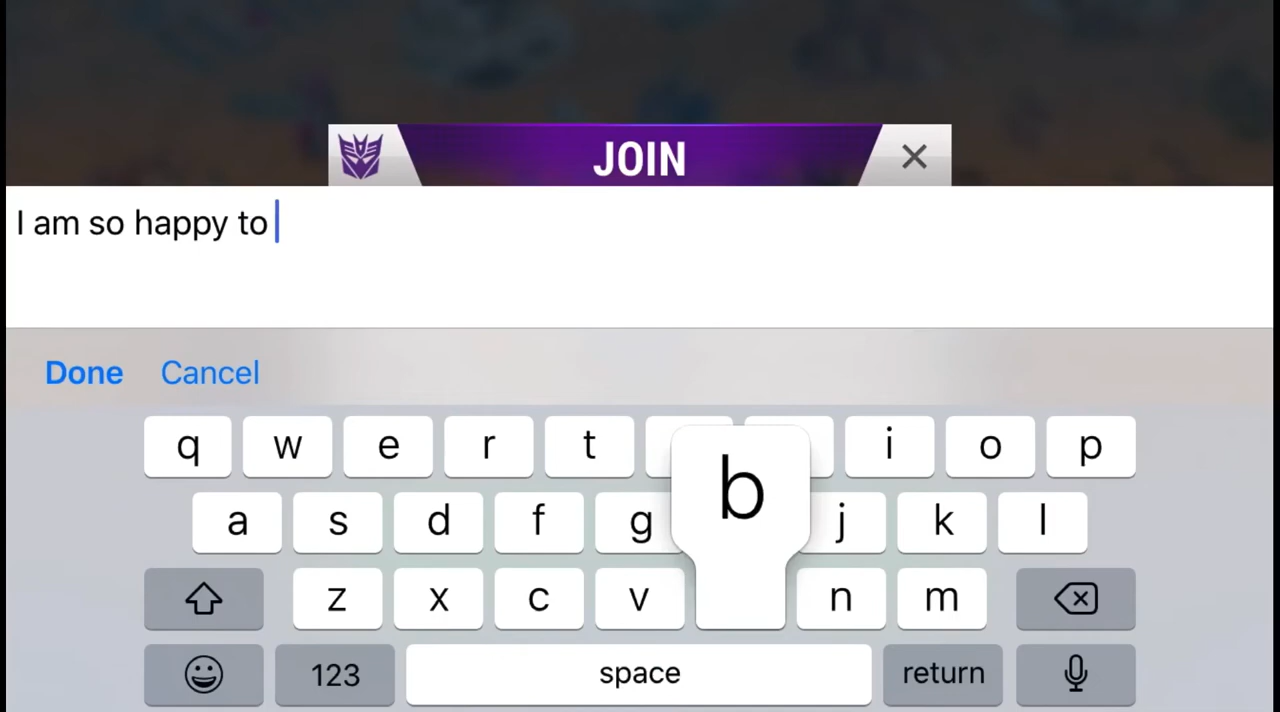 JOIN
I am so happy to
Done Cancel
q w e r t i o p
b
a s d f g j k l
z x c v n m
123 space return